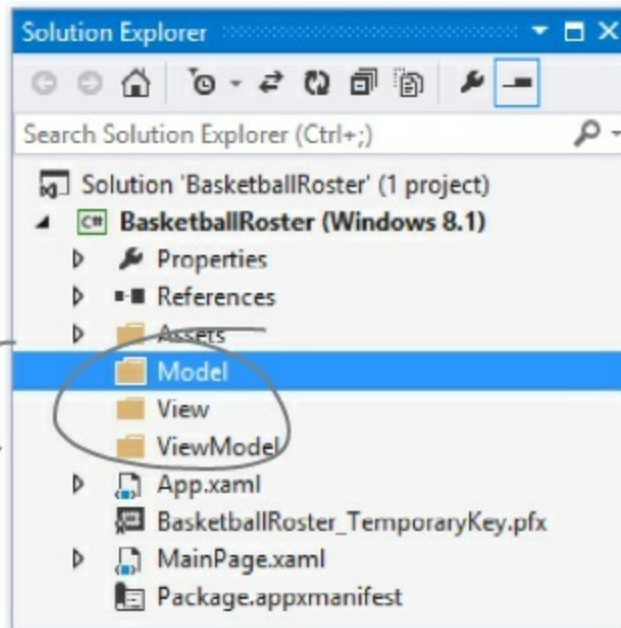 Solution Explorer
Search Solution Explorer (Ctrl+;)
Solution 'BasketballRoster' (1 project)
C# BasketballRoster (Windows 8.1)
Properties
References
Assets
Model
View
ViewModel
App.xaml
BasketballRoster_TemporaryKey.pfx
MainPage.xaml
Package.appxmanifest